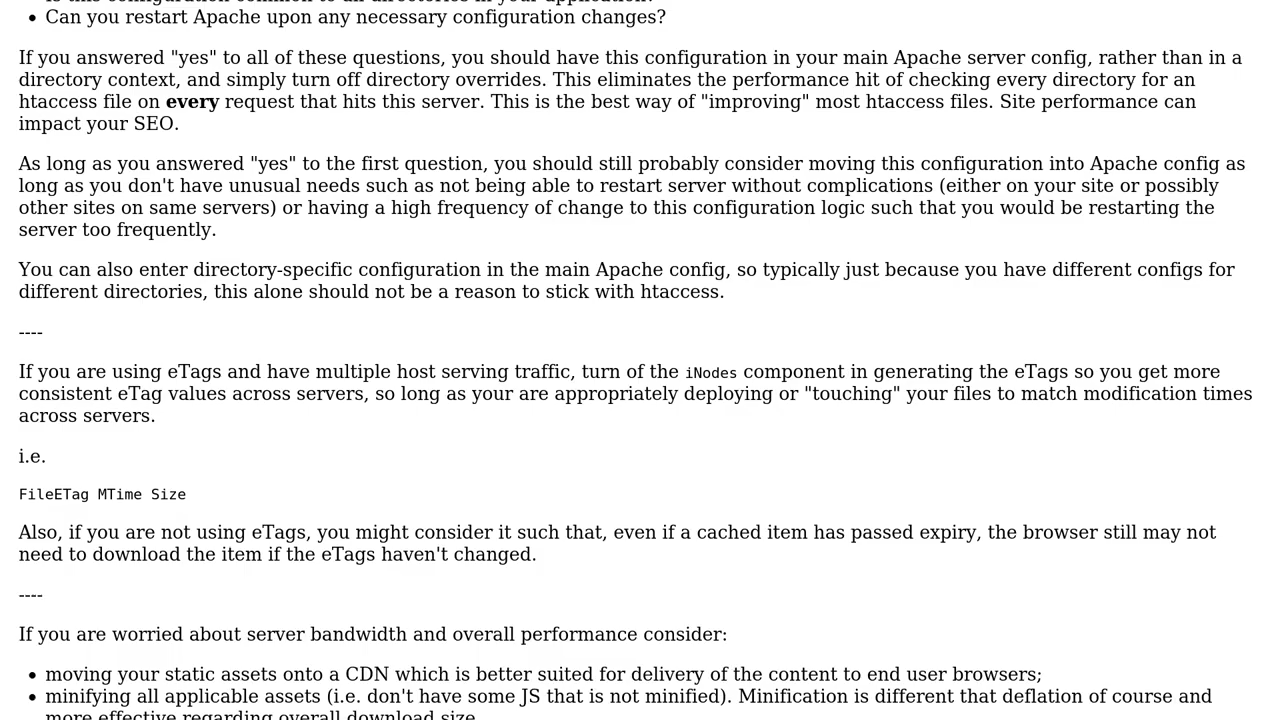 Can you restart Apache upon any necessary configuration changes?
If you answered "yes" to all of these questions, you should have this configuration in your main Apache server config, rather than in a
directory context, and simply turn off directory overrides. This eliminates the performance hit of checking every directory for an
htaccess file on every request that hits this server. This is the best way of "improving" most htaccess files. Site performance can
impact your SEO.
As long as you answered "yes" to the first question, you should still probably consider moving this configuration into Apache config as
long as you don't have unusual needs such as not being able to restart server without complications (either on your site or possibly
other sites on same servers) or having a high frequency of change to this configuration logic such that you would be restarting the
server too frequently.
You can also enter directory-specific configuration in the main Apache config, so typically just because you have different configs for
different directories, this alone should not be a reason to stick with htaccess.
----
If you are using eTags and have multiple host serving traffic, turn of the iNodes component in generating the eTags so you get more
consistent eTag values across servers, so long as your are appropriately deploying or "touching" your files to match modification times
across servers.
i.e.
FileETag MTime Size
Also, if you are not using eTags, you might consider it such that, even if a cached item has passed expiry, the browser still may not
need to download the item if the eTags haven't changed.
----
If you are worried about server bandwidth and overall performance consider:
moving your static assets onto a CDN which is better suited for delivery of the content to end user browsers;
minifying all applicable assets (i.e. don't have some JS that is not minified). Minification is different that deflation of course and
more effective regarding overall download size